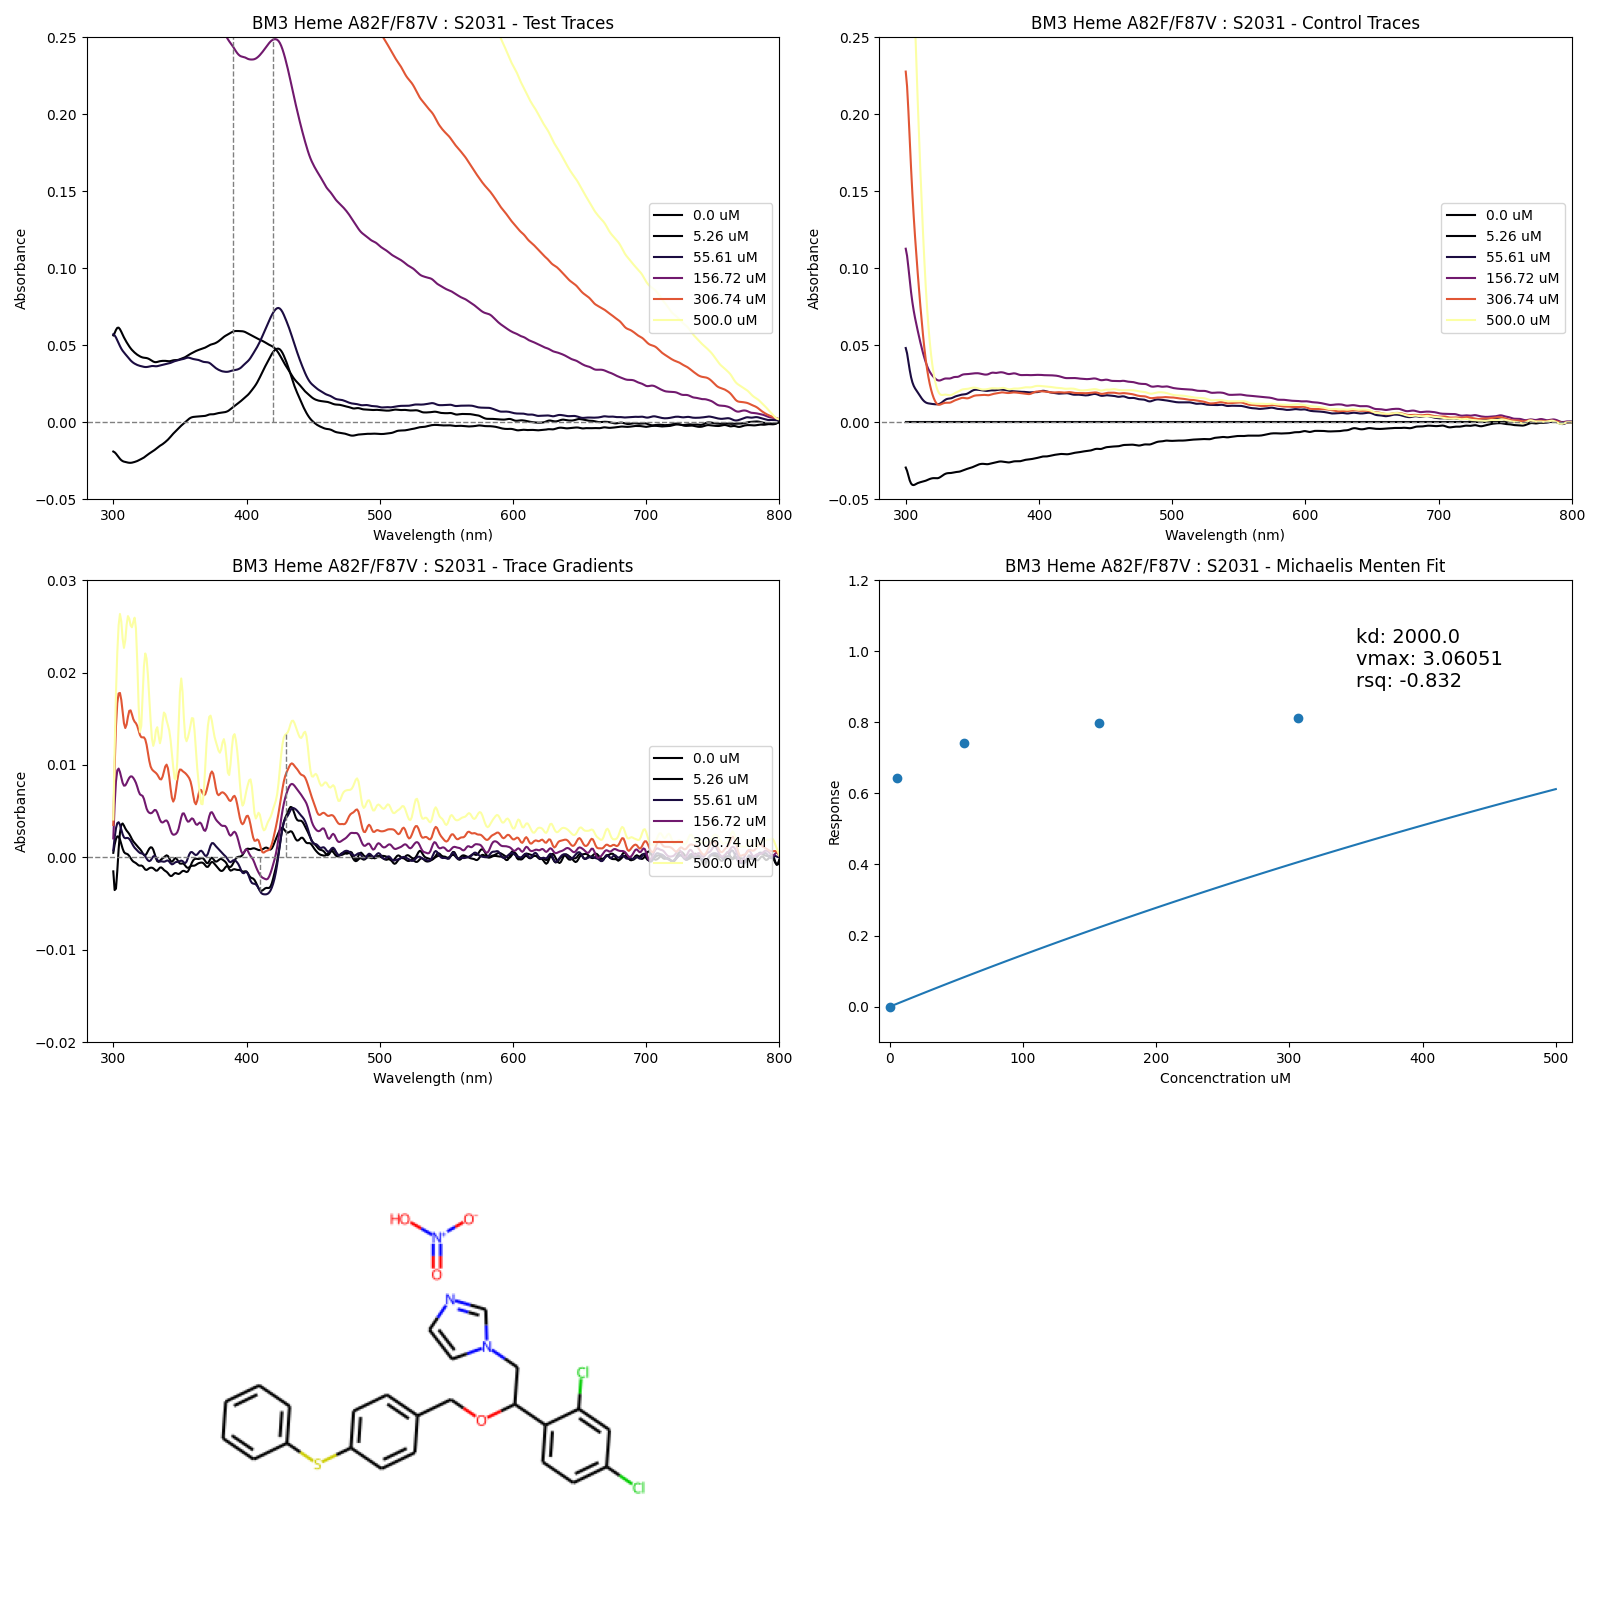 BM3 Heme A82F/F87V : S2031 - Test Traces
0.25
0.20
0.15
0.10
0.05
0.00
−0.05
Absorbance
300 400 500 600 700 800
Wavelength (nm)
0.0 uM
5.26 uM
55.61 uM
156.72 uM
306.74 uM
500.0 uM
BM3 Heme A82F/F87V : S2031 - Control Traces
0.25
0.20
0.15
0.10
0.05
0.00
−0.05
Absorbance
300 400 500 600 700 800
Wavelength (nm)
0.0 uM
5.26 uM
55.61 uM
156.72 uM
306.74 uM
500.0 uM
BM3 Heme A82F/F87V : S2031 - Trace Gradients
0.03
0.02
0.01
0.00
−0.01
−0.02
Absorbance
300 400 500 600 700 800
Wavelength (nm)
0.0 uM
5.26 uM
55.61 uM
156.72 uM
306.74 uM
500.0 uM
BM3 Heme A82F/F87V : S2031 - Michaelis Menten Fit
1.2
1.0
0.8
0.6
0.4
0.2
0.0
Response
kd: 2000.0
vmax: 3.06051
rsq: -0.832
0 100 200 300 400 500
Concenctration uM
HO O-
N+
O
N
N
Cl
O
S
Cl